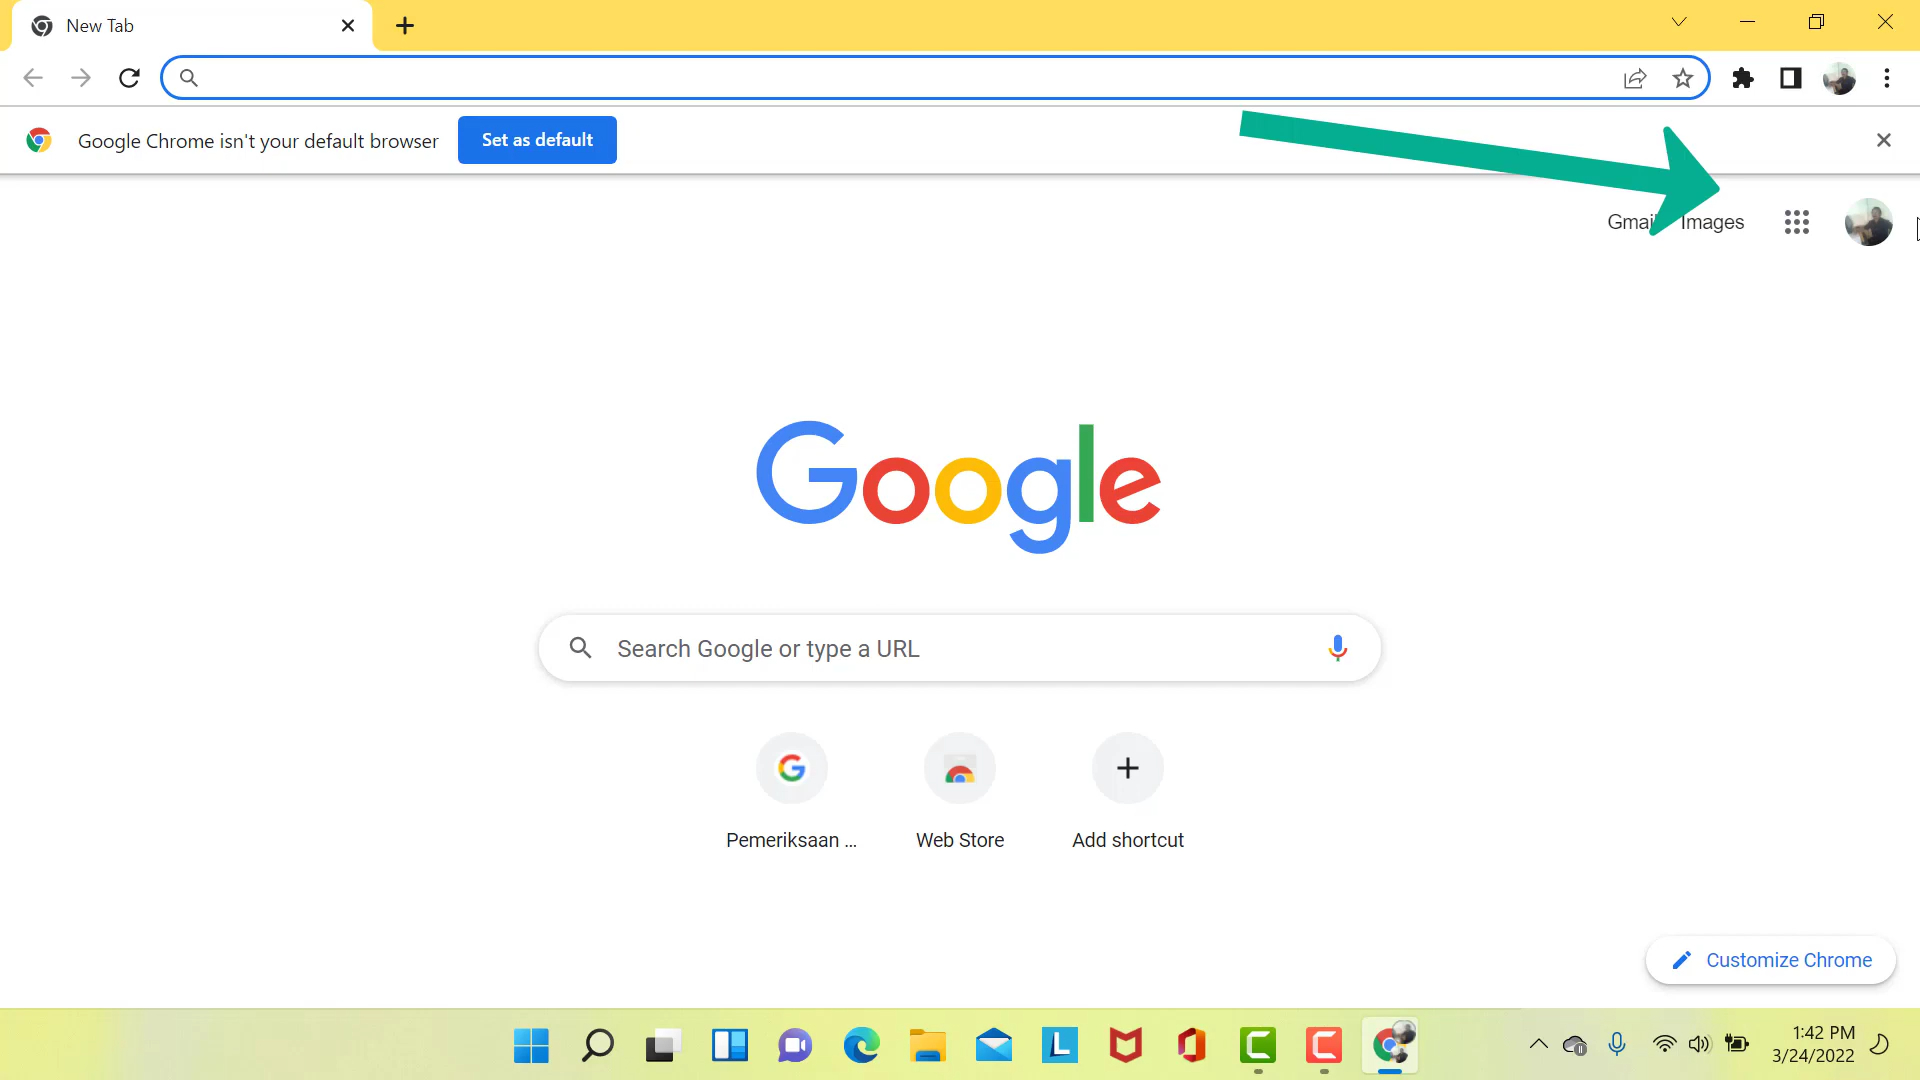 New Tab
Google Chrome isn't your default browser
Set as default
Gmail Images
Google
Search Google or type a URL
Pemeriksaan ...
Web Store
Add shortcut
Customize Chrome
1:42 PM
3/24/2022